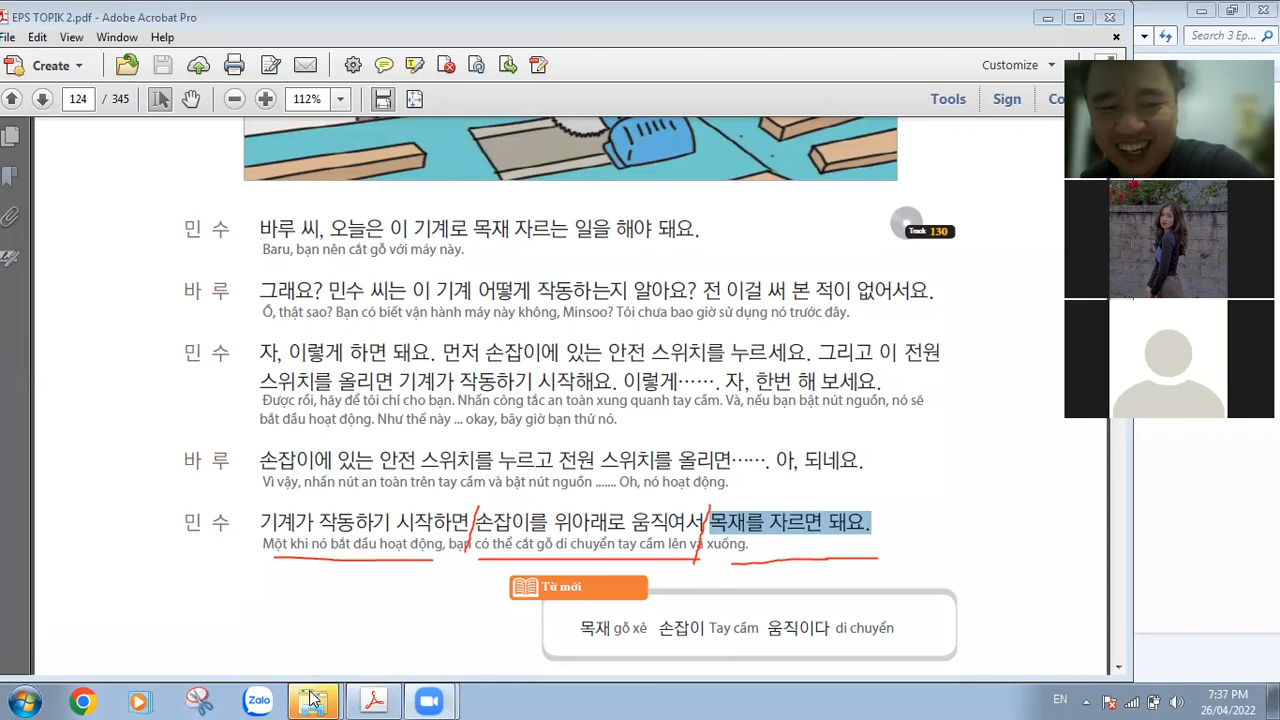 EPS TOPIK 2.pdf - Adobe Acrobat Pro
File Edit View Window Help
Search 3 Ep...
Create Customize
124 / 345 112% Tools Sign Co
민 수 바루 씨, 오늘은 이 기계로 목재 자르는 일을 해야 돼요.
Track 130
Baru, bạn nên cắt gỗ với máy này.
바 루 그래요? 민수 씨는 이 기계 어떻게 작동하는지 알아요? 전 이걸 써 본 적이 없어서요.
Ồ, thật sao? Bạn có biết vận hành máy này không, Minsoo? Tôi chưa bao giờ sử dụng nó trước đây.
민 수 자, 이렇게 하면 돼요. 먼저 손잡이에 있는 안전 스위치를 누르세요. 그리고 이 전원
스위치를 올리면 기계가 작동하기 시작해요. 이렇게……. 자, 한번 해 보세요.
Được rồi, hãy để tôi chỉ cho bạn. Nhấn công tắc an toàn xung quanh tay cầm. Và, nếu bạn bật nút nguồn, nó sẽ
bắt đầu hoạt động. Như thế này ... okay, bây giờ bạn thử nó.
바 루 손잡이에 있는 안전 스위치를 누르고 전원 스위치를 올리면……. 아, 되네요.
Vì vậy, nhấn nút an toàn trên tay cầm và bật nút nguồn ....... Oh, nó hoạt động.
민 수 기계가 작동하기 시작하면 손잡이를 위아래로 움직여서 목재를 자르면 돼요.
Một khi nó bắt đầu hoạt động, bạn có thể cắt gỗ di chuyển tay cầm lên và xuống.
Từ mới
목재 gỗ xẻ 손잡이 Tay cầm 움직이다 di chuyển
Zalo
EN
7:37 PM
26/04/2022